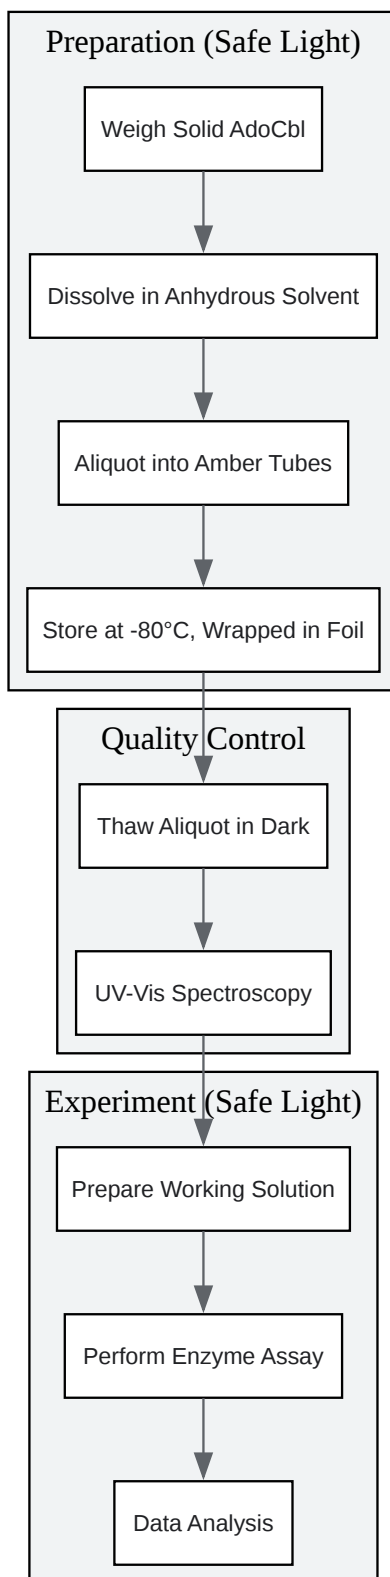 Preparation (Safe Light)
Weigh Solid AdoCbl
Dissolve in Anhydrous Solvent
Aliquot into Amber Tubes
Store at -80°C, Wrapped in Foil
Quality Control
Thaw Aliquot in Dark
UV-Vis Spectroscopy
Experiment (Safe Light)
Prepare Working Solution
Perform Enzyme Assay
Data Analysis